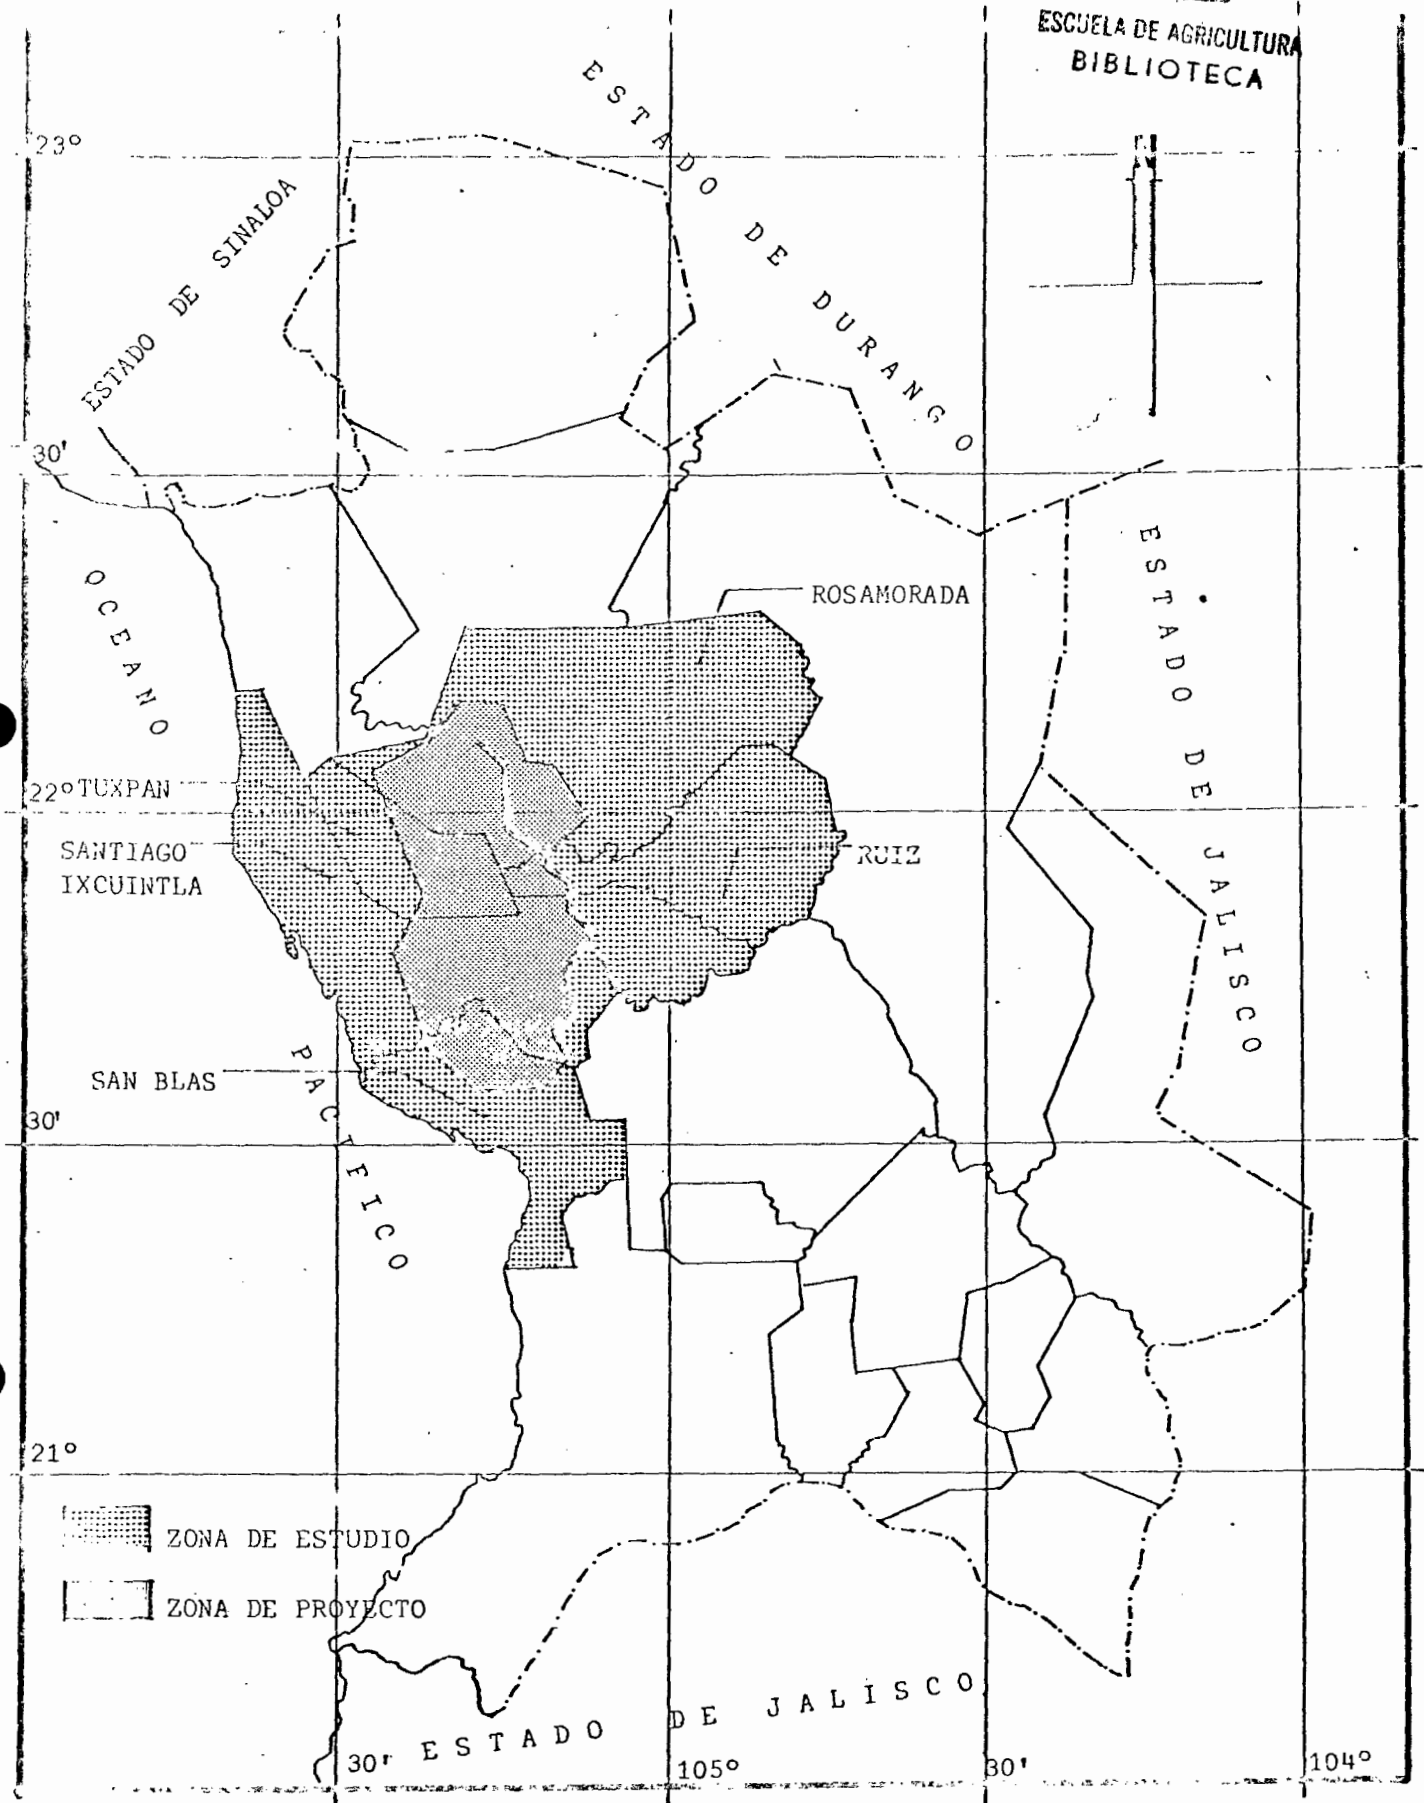 ESCUELA DE AGRICULTURA
BIBLIOTECA
ESTADO DE DURANGO
23°
N
ESTADO DE SINALOA
30'
ESTADO DE JALISCO
OCEANO
ROSAMORADA
22° TUXPAN
SANTIAGO
IXCUINTLA
RUIZ
PACIFICO
SAN BLAS
30'
21°
ZONA DE ESTUDIO
ZONA DE PROYECTO
ESTADO DE JALISCO
30'
105°
30'
104°